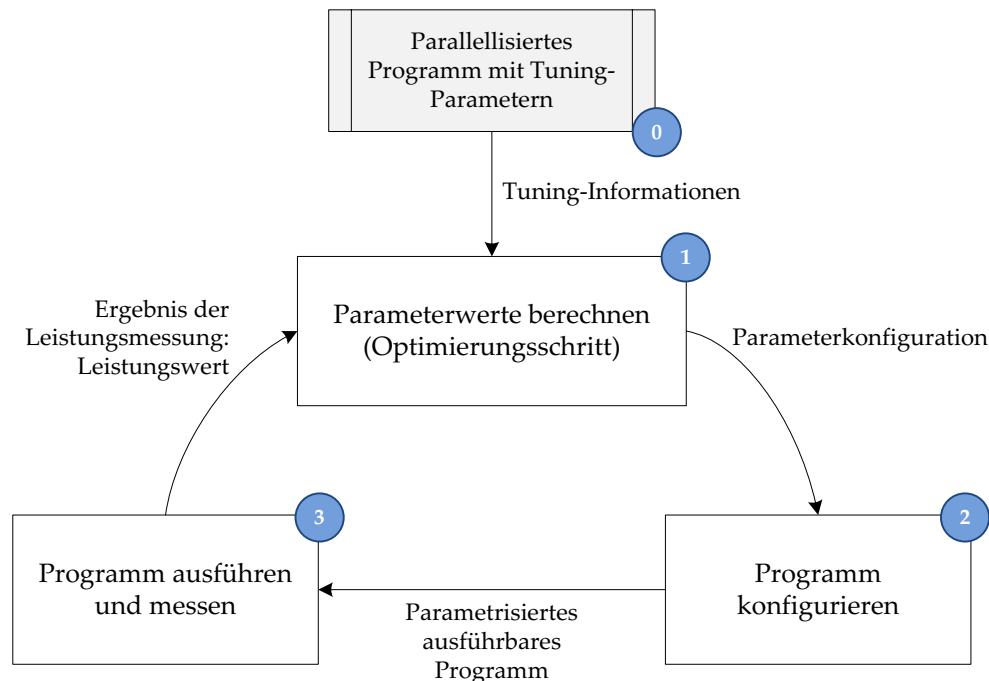 Parallellisiertes
Programm mit Tuning-
Parametern
0
Tuning-Informationen
1
Parameterwerte berechnen
(Optimierungsschritt)
Ergebnis der
Leistungsmessung:
Leistungswert
Parameterkonfiguration
3
Programm ausführen
und messen
2
Programm
konfigurieren
Parametrisiertes
ausführbares
Programm